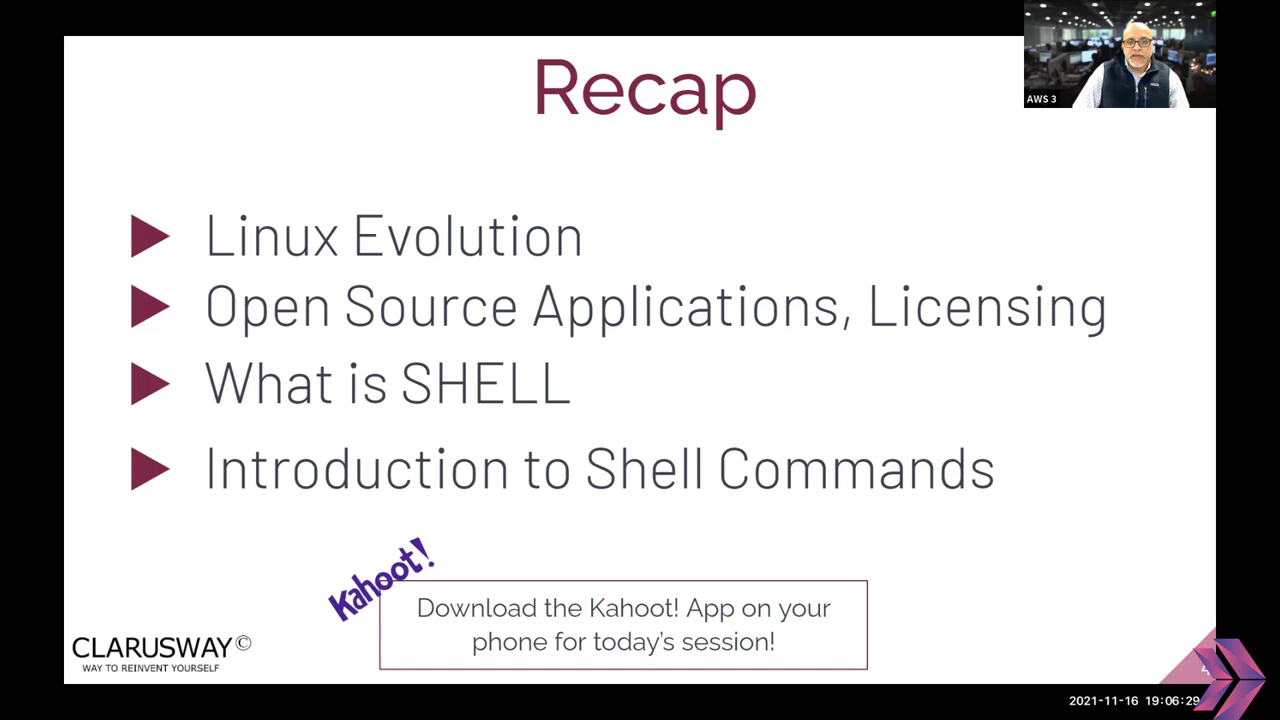 Recap
AWS 3
Linux Evolution
Open Source Applications, Licensing
What is SHELL
Introduction to Shell Commands
Kahoot!
Download the Kahoot! App on your
phone for today's session!
CLARUSWAY©
WAY TO REINVENT YOURSELF
2021-11-16 19:06:29